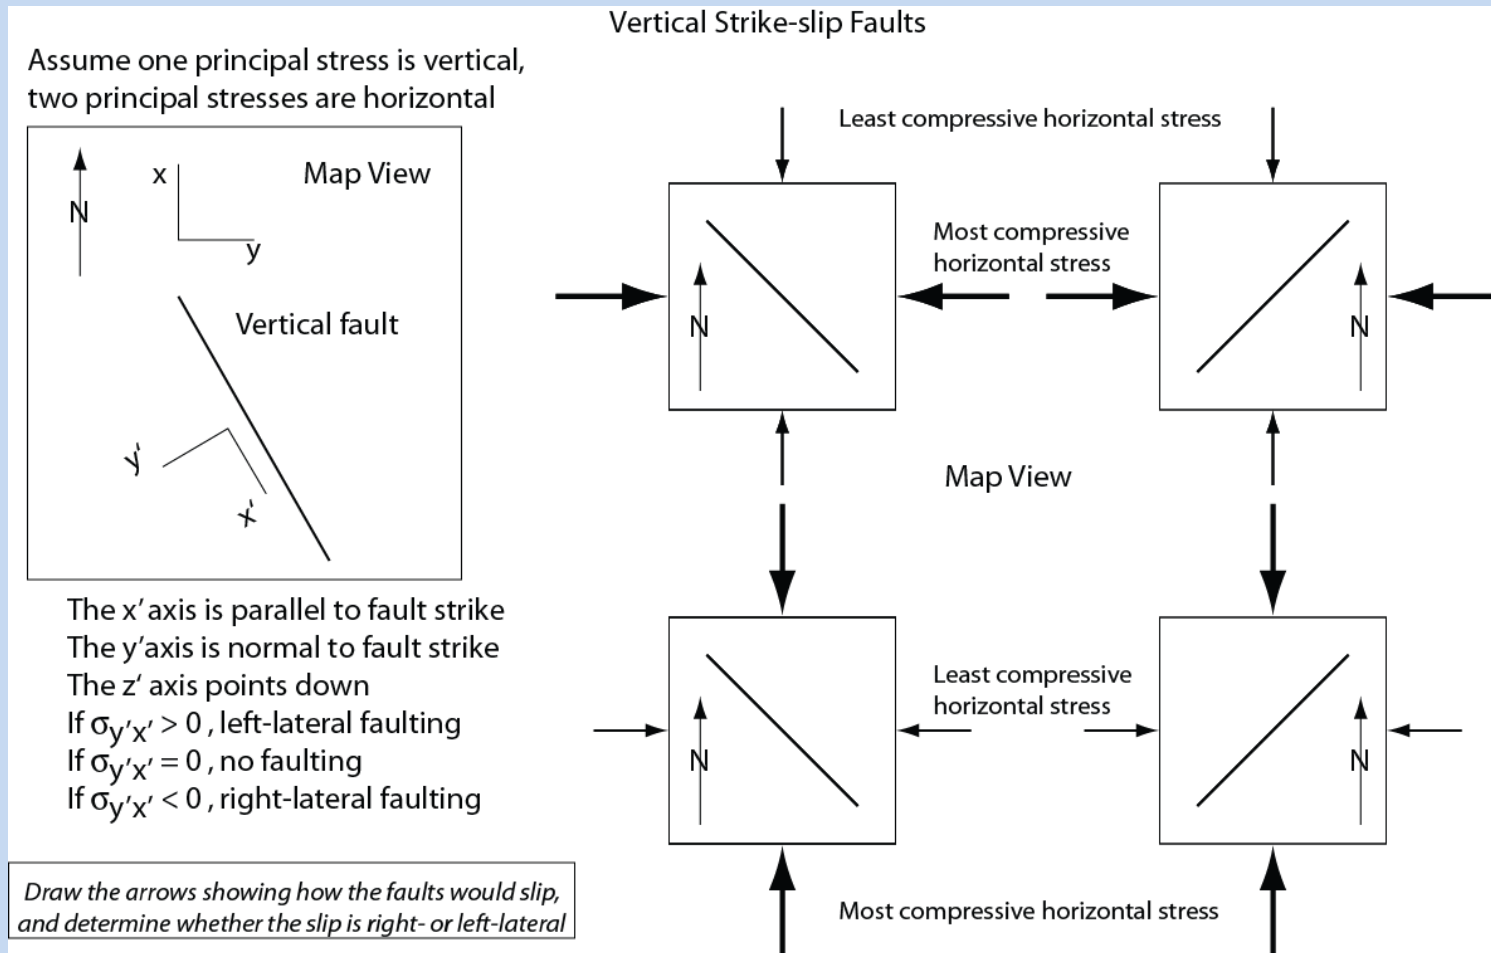 Vertical Strike-slip Faults
Assume one principal stress is vertical,
two principal stresses are horizontal
N
x
y
Map View
Vertical fault
y'
x'
The x' axis is parallel to fault strike
The y'axis is normal to fault strike
The z' axis points down
If σy'x' > 0 , left-lateral faulting
If σy'x' = 0 , no faulting
If σy'x' < 0 , right-lateral faulting
Draw the arrows showing how the faults would slip,
and determine whether the slip is right- or left-lateral
Least compressive horizontal stress
Most compressive
horizontal stress
N
N
Map View
Least compressive
horizontal stress
N
N
Most compressive horizontal stress